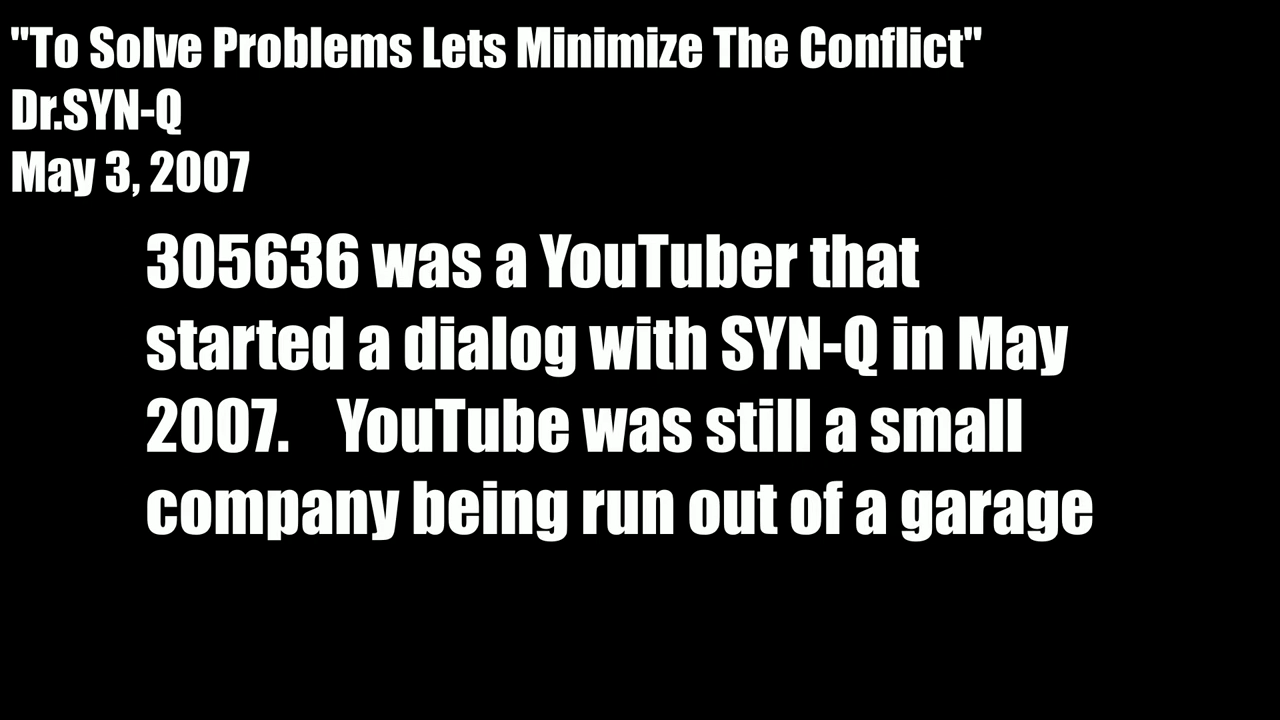 "To Solve Problems Lets Minimize The Conflict"
Dr.SYN-Q
May 3, 2007
305636 was a YouTuber that
started a dialog with SYN-Q in May
2007. YouTube was still a small
company being run out of a garage